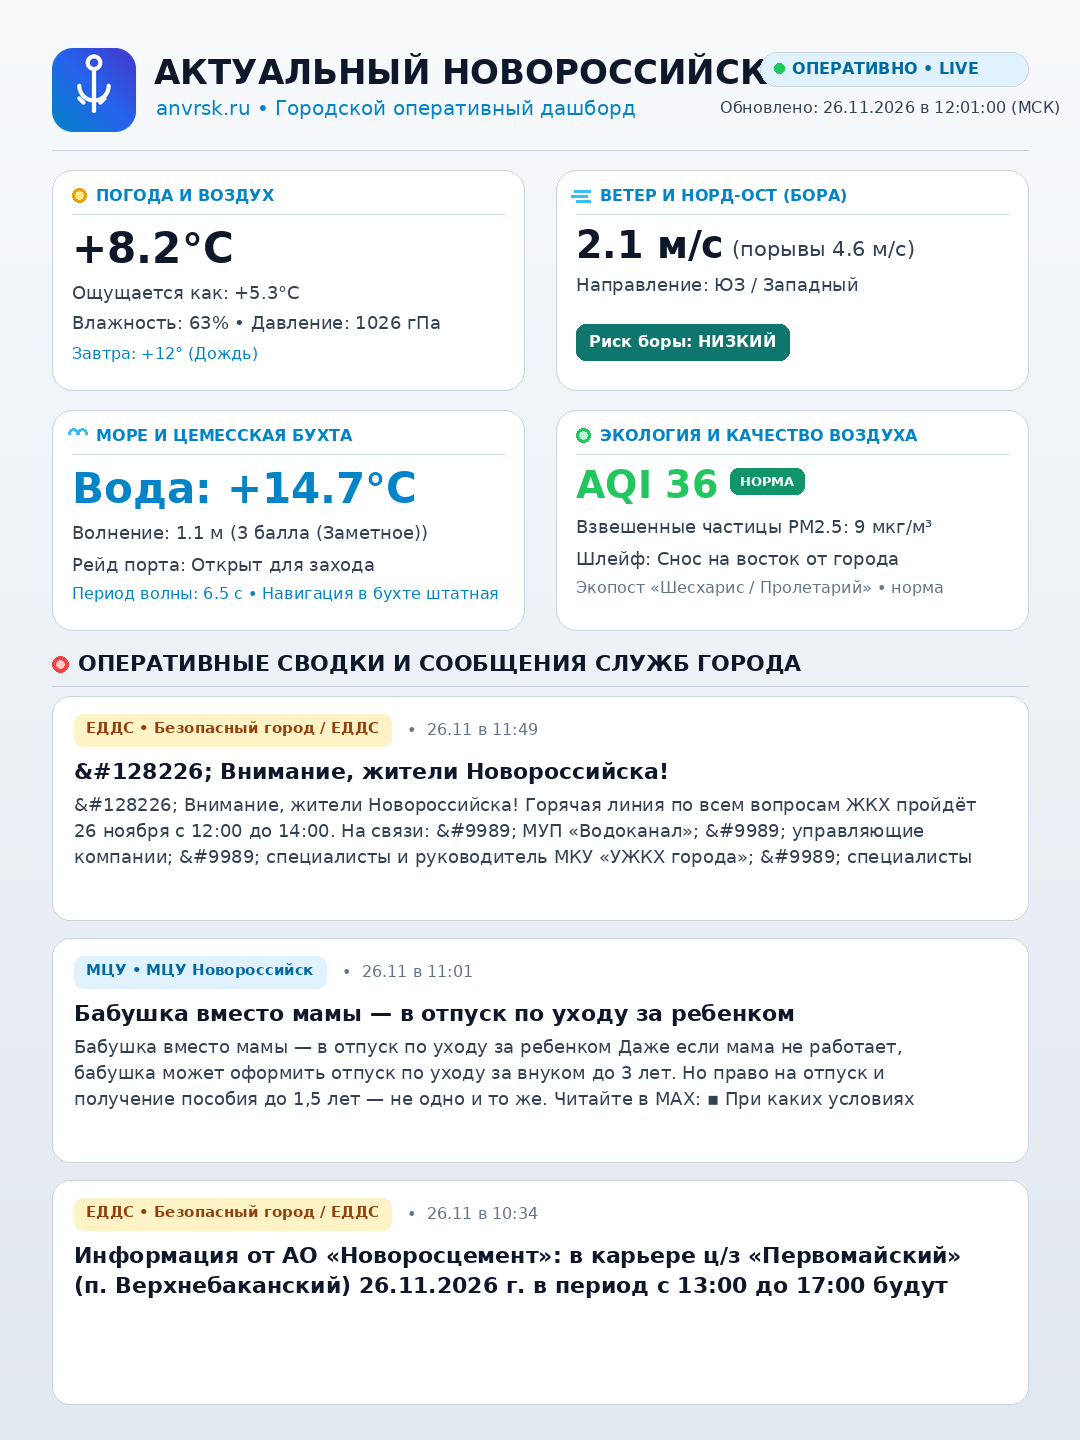 АКТУАЛЬНЫЙ НОВОРОССИЙСК
ОПЕРАТИВНО • LIVE
anvrsk.ru • Городской оперативный дашборд
Обновлено: 26.11.2026 в 12:01:00 (МСК)
ПОГОДА И ВОЗДУХ
+8.2°C
Ощущается как: +5.3°C
Влажность: 63% • Давление: 1026 гПа
Завтра: +12° (Дождь)
ВЕТЕР И НОРД-ОСТ (БОРА)
2.1 м/с (порывы 4.6 м/с)
Направление: ЮЗ / Западный
Риск боры: НИЗКИЙ
МОРЕ И ЦЕМЕССКАЯ БУХТА
Вода: +14.7°C
Волнение: 1.1 м (3 балла (Заметное))
Рейд порта: Открыт для захода
Период волны: 6.5 с • Навигация в бухте штатная
ЭКОЛОГИЯ И КАЧЕСТВО ВОЗДУХА
AQI 36 НОРМА
Взвешенные частицы PM2.5: 9 мкг/м³
Шлейф: Снос на восток от города
Экопост «Шесхарис / Пролетарий» • норма
ОПЕРАТИВНЫЕ СВОДКИ И СООБЩЕНИЯ СЛУЖБ ГОРОДА
ЕДДС • Безопасный город / ЕДДС • 26.11 в 11:49
&#128226; Внимание, жители Новороссийска!
&#128226; Внимание, жители Новороссийска! Горячая линия по всем вопросам ЖКХ пройдёт
26 ноября с 12:00 до 14:00. На связи: &#9989; МУП «Водоканал»; &#9989; управляющие
компании; &#9989; специалисты и руководитель МКУ «УЖКХ города»; &#9989; специалисты
МЦУ • МЦУ Новороссийск • 26.11 в 11:01
Бабушка вместо мамы — в отпуск по уходу за ребенком
Бабушка вместо мамы — в отпуск по уходу за ребенком Даже если мама не работает,
бабушка может оформить отпуск по уходу за внуком до 3 лет. Но право на отпуск и
получение пособия до 1,5 лет — не одно и то же. Читайте в MAX: ▪ При каких условиях
ЕДДС • Безопасный город / ЕДДС • 26.11 в 10:34
Информация от АО «Новоросцемент»: в карьере ц/з «Первомайский»
(п. Верхнебаканский) 26.11.2026 г. в период с 13:00 до 17:00 будут